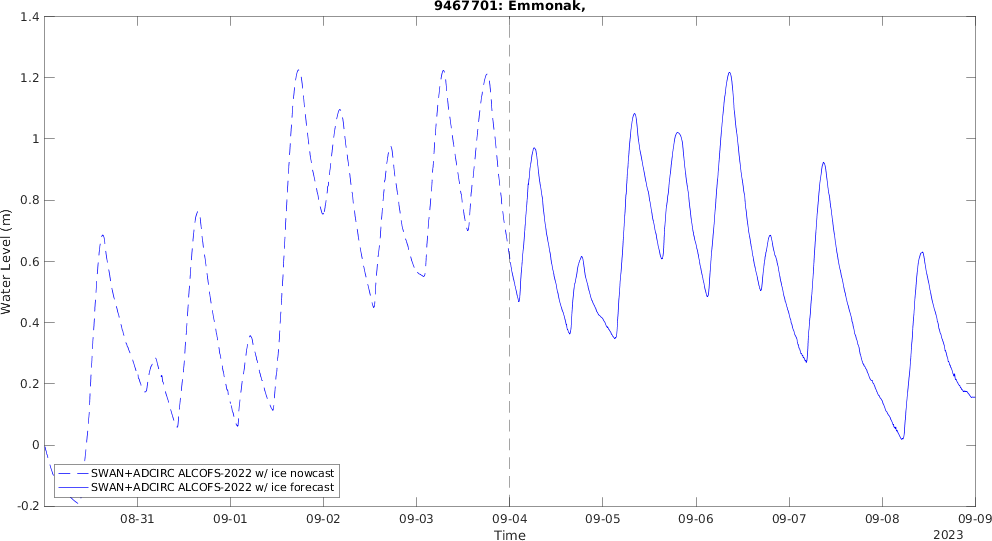 9467701: Emmonak,
1.4
1.2
1
0.8
0.6
0.4
0.2
0
-0.2
Water Level (m)
SWAN+ADCIRC ALCOFS-2022 w/ ice nowcast
SWAN+ADCIRC ALCOFS-2022 w/ ice forecast
08-31 09-01 09-02 09-03 09-04 09-05 09-06 09-07 09-08 09-09
Time
2023